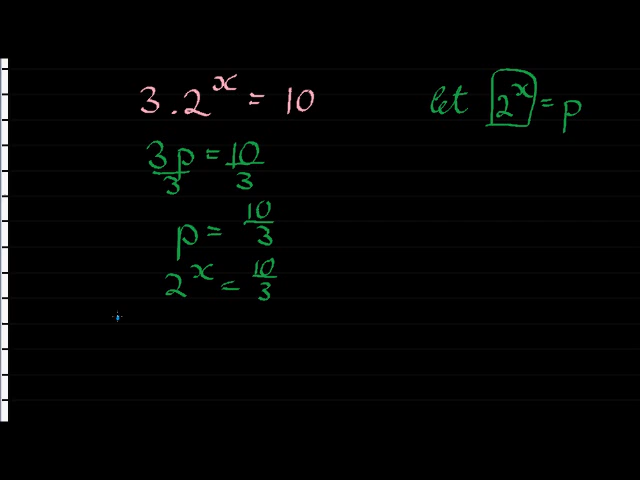 3 . 2^x = 10
let 2^x = p
3p/3 = 10/3
p = 10/3
2^x = 10/3